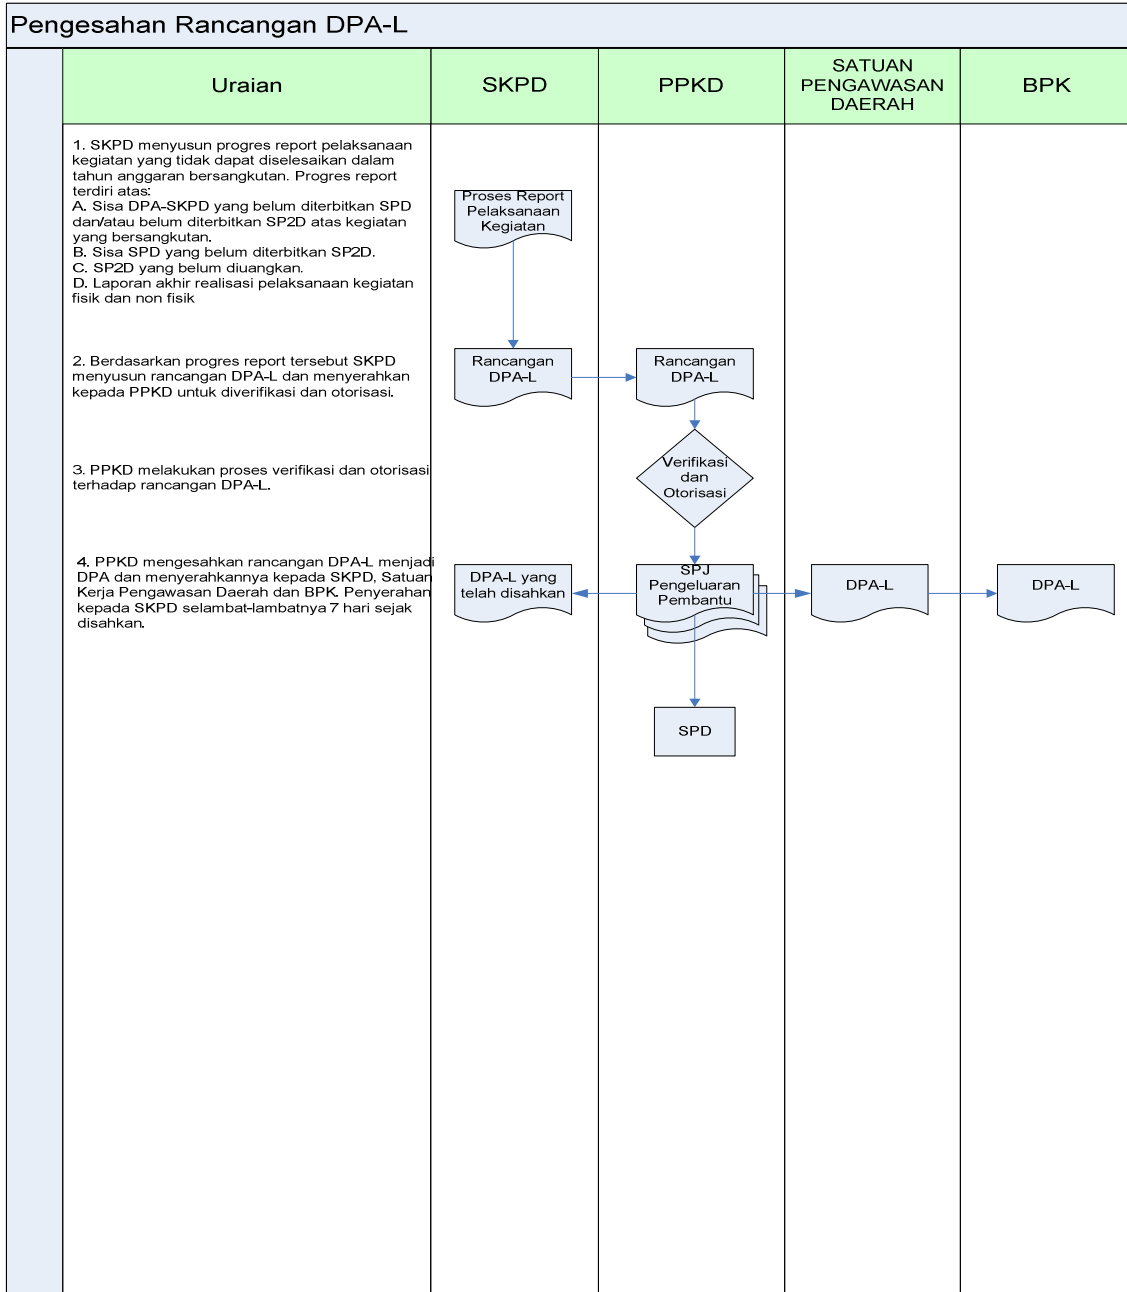 Pengesahan Rancangan DPA-L
Uraian
SKPD
PPKD
SATUAN
PENGAWASAN
DAERAH
BPK
1. SKPD menyusun progres report pelaksanaan
kegiatan yang tidak dapat diselesaikan dalam
tahun anggaran bersangkutan. Progres report
terdiri atas:
A. Sisa DPA-SKPD yang belum diterbitkan SPD
dan/atau belum diterbitkan SP2D atas kegiatan
yang bersangkutan.
B. Sisa SPD yang belum diterbitkan SP2D.
C. SP2D yang belum diuangkan.
D. Laporan akhir realisasi pelaksanaan kegiatan
fisik dan non fisik
Proses Report
Pelaksanaan
Kegiatan
2. Berdasarkan progres report tersebut SKPD
menyusun rancangan DPA-L dan menyerahkan
kepada PPKD untuk diverifikasi dan otorisasi.
Rancangan
DPA-L
Rancangan
DPA-L
3. PPKD melakukan proses verifikasi dan otorisasi
terhadap rancangan DPA-L.
Verifikasi
dan
Otorisasi
4. PPKD mengesahkan rancangan DPA-L menjadi
DPA dan menyerahkannya kepada SKPD, Satuan
Kerja Pengawasan Daerah dan BPK. Penyerahan
kepada SKPD selambat-lambatnya 7 hari sejak
disahkan.
DPA-L yang
telah disahkan
SPJ
Pengeluaran
Pembantu
DPA-L
DPA-L
SPD